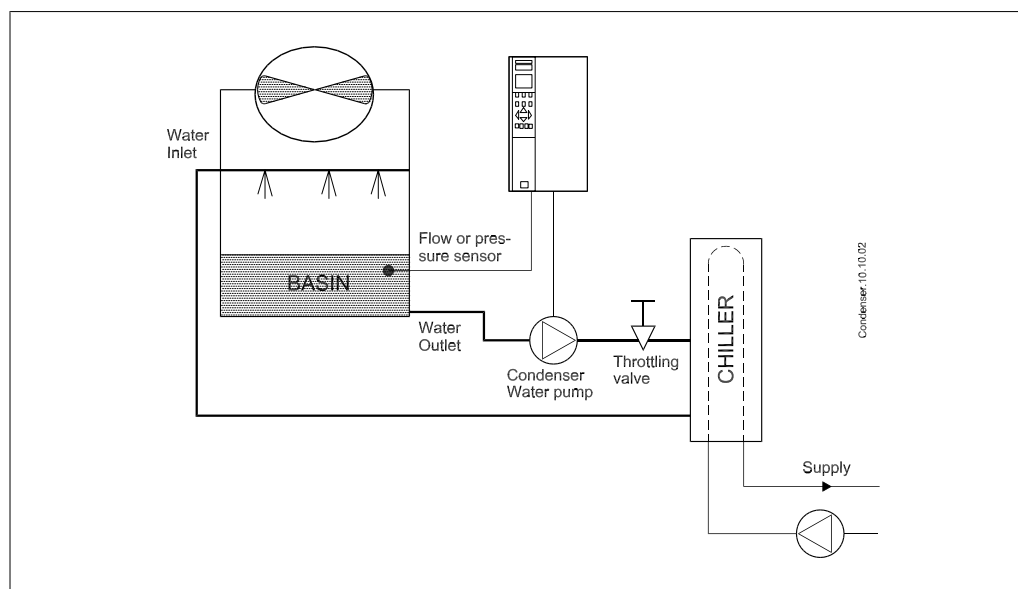 Water
Inlet
Flow or pres-
sure sensor
BASIN
Water
Outlet
Condenser
Water pump
Throttling
valve
CHILLER
Condenser.10.10.02
Supply